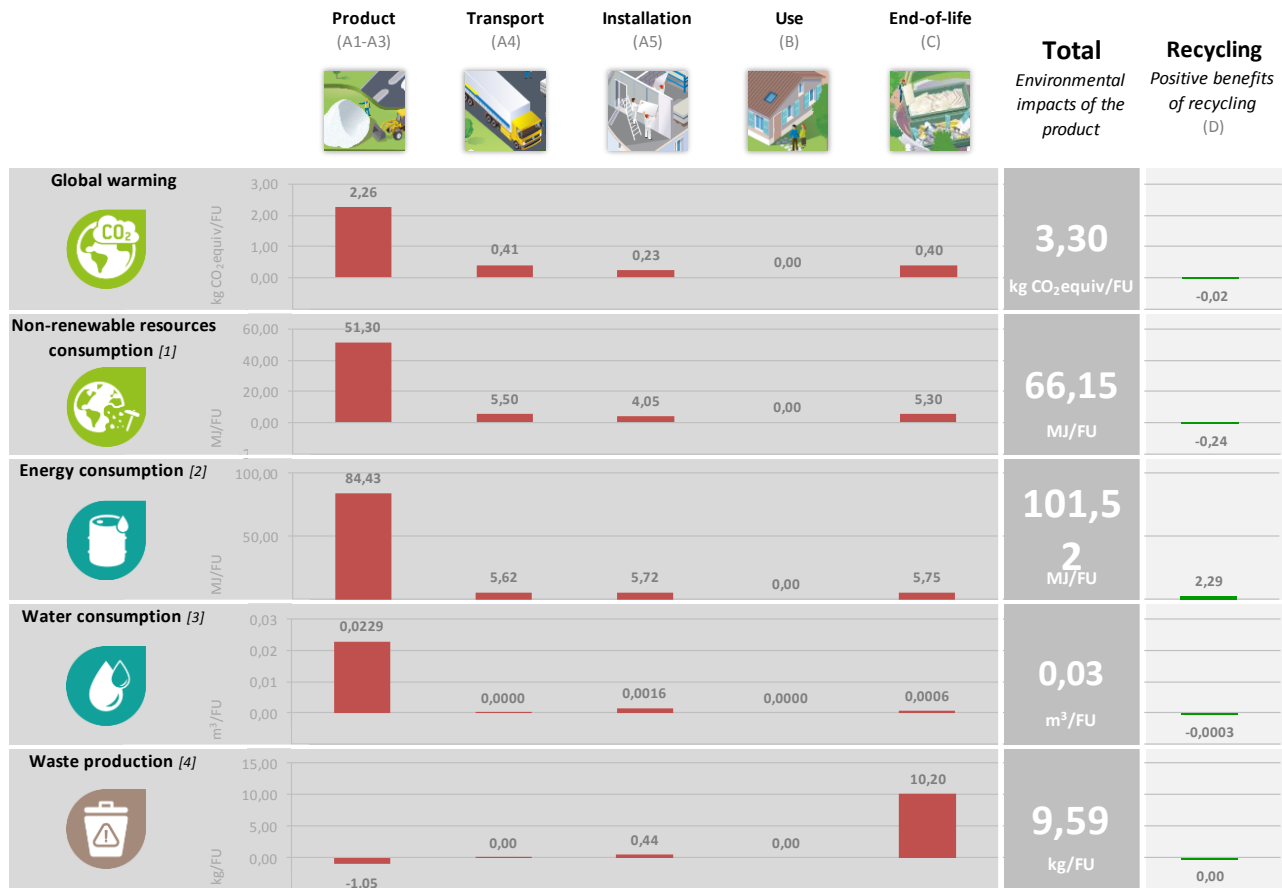 Product
(A1-A3)
Transport
(A4)
Installation
(A5)
Use
(B)
End-of-life
(C)
Total
Environmental
impacts of the
product
Recycling
Positive benefits
of recycling
(D)
Global warming
CO₂
kg CO₂equiv/FU
3,00
2,00
1,00
0,00
2,26
0,41
0,23
0,00
0,40
3,30
kg CO₂equiv/FU
-0,02
Non-renewable resources
consumption [1]
MJ/FU
60,00
40,00
20,00
0,00
51,30
5,50
4,05
0,00
5,30
66,15
MJ/FU
-0,24
Energy consumption [2]
MJ/FU
100,00
50,00
84,43
5,62
5,72
0,00
5,75
101,5
2
MJ/FU
2,29
Water consumption [3]
m³/FU
0,03
0,02
0,01
0,00
0,0229
0,0000
0,0016
0,0000
0,0006
0,03
m³/FU
-0,0003
Waste production [4]
kg/FU
15,00
10,00
5,00
0,00
-1,05
0,00
0,44
0,00
10,20
9,59
kg/FU
0,00